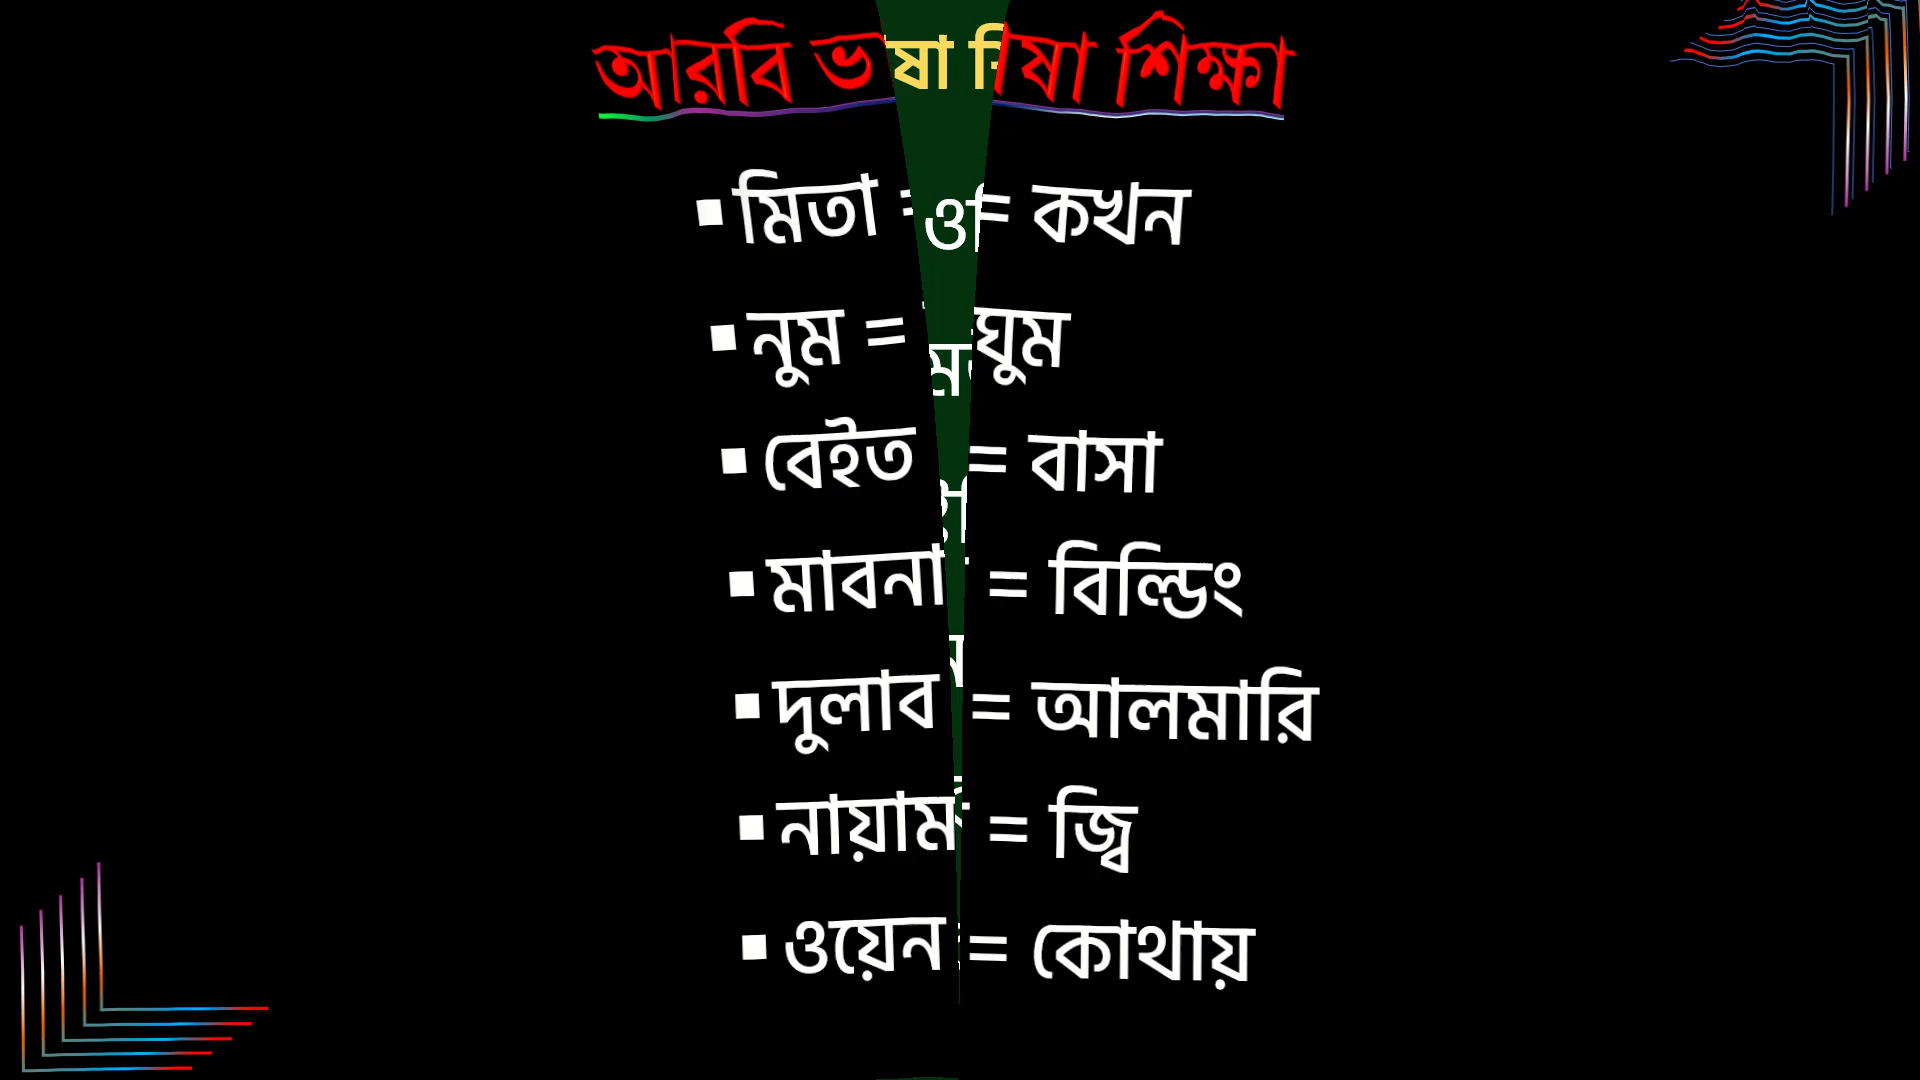 আরবি ভাষা শিক্ষা
▪ মিতা = কখন
▪ নুম = ঘুম
▪ বেইত = বাসা
▪ মাবনা = বিল্ডিং
▪ দুলাব = আলমারি
▪ নায়াম = জ্বি
▪ ওয়েন = কোথায়